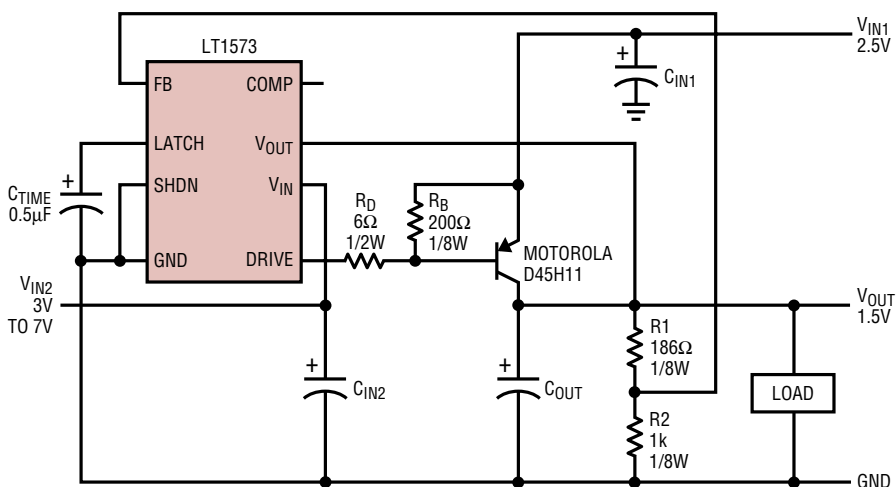 LT1573
FB
COMP
LATCH
VOUT
SHDN
VIN
GND
DRIVE
+
CTIME
0.5µF
VIN2
3V
TO 7V
RD
6Ω
1/2W
RB
200Ω
1/8W
MOTOROLA
D45H11
+
CIN1
VIN1
2.5V
+
CIN2
+
COUT
R1
186Ω
1/8W
R2
1k
1/8W
LOAD
VOUT
1.5V
GND